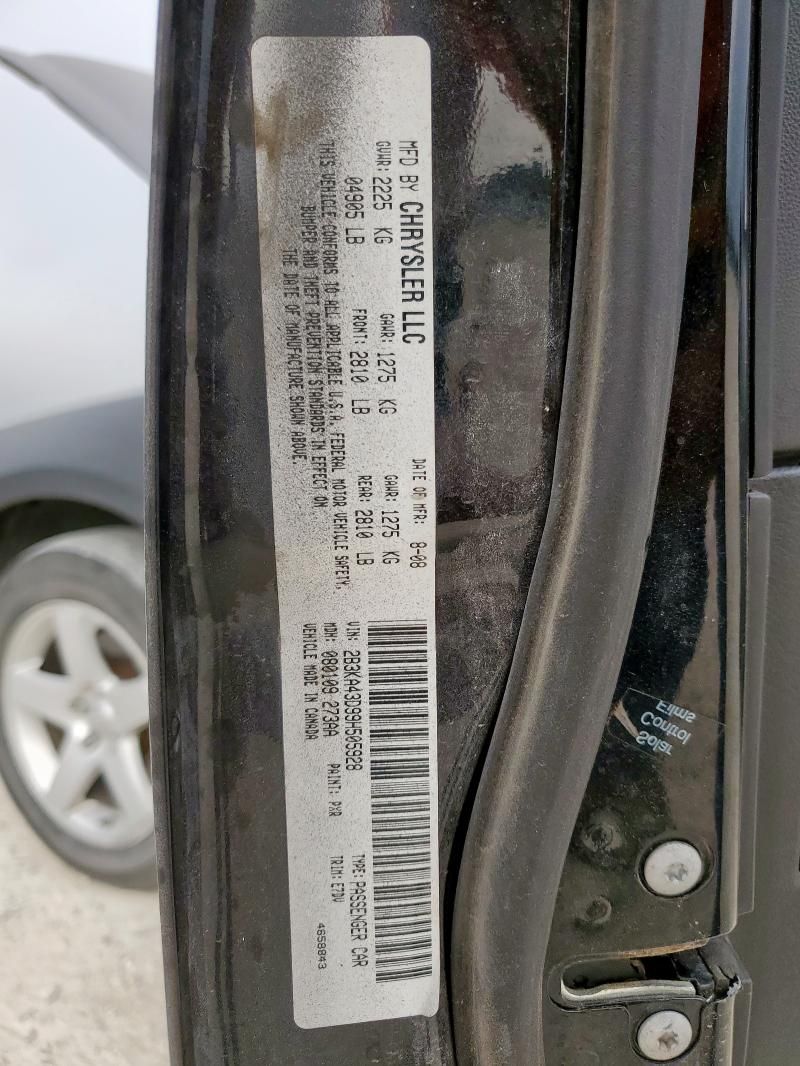 MFD BY CHRYSLER LLC DATE OF MFR: 8-08
GVWR: 2225 KG GAWR: 1275 KG GAWR: 1275 KG
04905 LB FRONT: 2810 LB REAR: 2810 LB
THIS VEHICLE CONFORMS TO ALL APPLICABLE U.S.A. FEDERAL MOTOR VEHICLE SAFETY,
BUMPER AND THEFT PREVENTION STANDARDS IN EFFECT ON
THE DATE OF MANUFACTURE SHOWN ABOVE.
VIN: 2B3KA43D99H505928 TYPE: PASSENGER CAR
MDH: 080109 273AA PAINT: PXR TRIM: E7DV
VEHICLE MADE IN CANADA 4658843
Solar
Control
Films